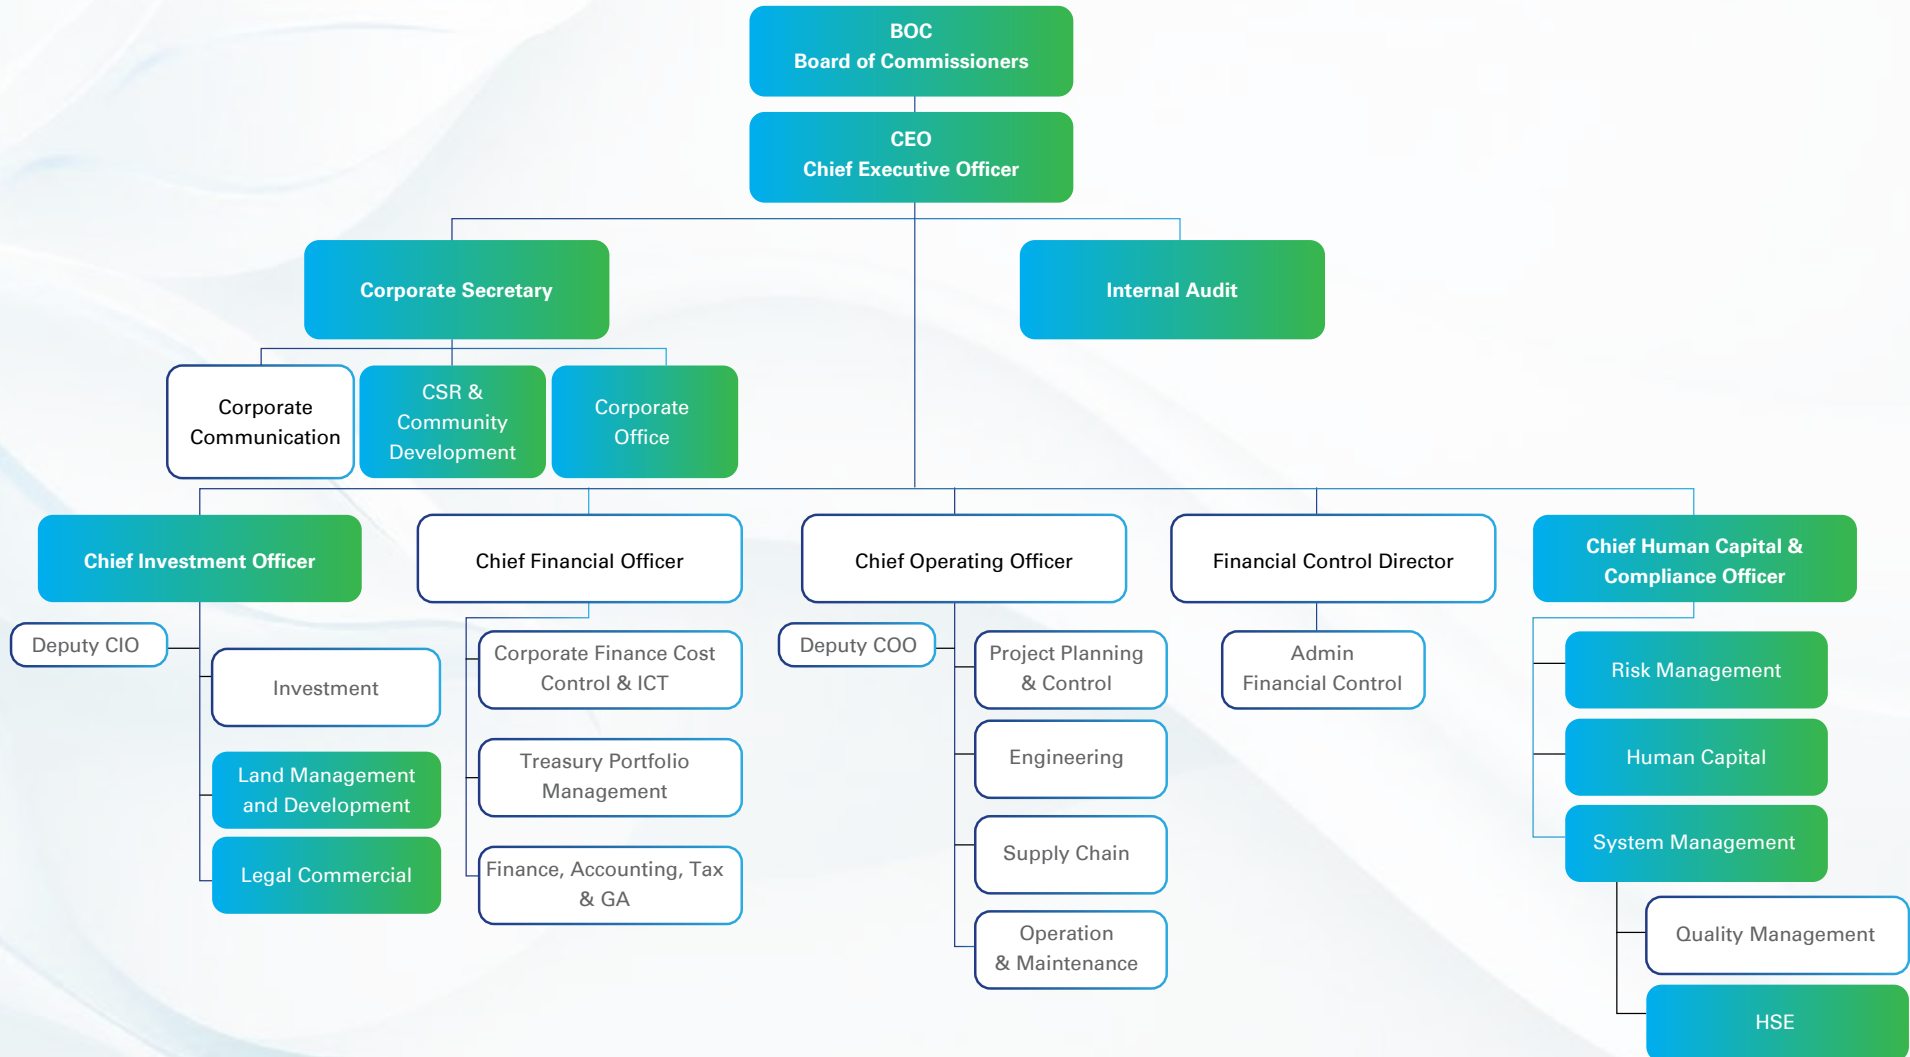 BOC
Board of Commissioners
CEO
Chief Executive Officer
Corporate Secretary
Internal Audit
Corporate
Communication
CSR &
Community
Development
Corporate
Office
Chief Investment Officer
Chief Financial Officer
Chief Operating Officer
Financial Control Director
Chief Human Capital &
Compliance Officer
Deputy CIO
Investment
Land Management
and Development
Legal Commercial
Corporate Finance Cost
Control & ICT
Treasury Portfolio
Management
Finance, Accounting, Tax
& GA
Deputy COO
Project Planning
& Control
Engineering
Supply Chain
Operation
& Maintenance
Admin
Financial Control
Risk Management
Human Capital
System Management
Quality Management
HSE